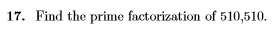 17. Find the prime factorization of 510,510.